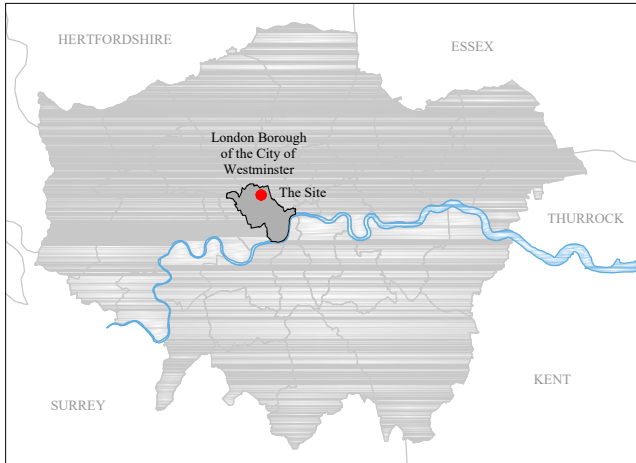 HERTFORDSHIRE
ESSEX
London Borough
of the City of
Westminster
The Site
THURROCK
KENT
SURREY